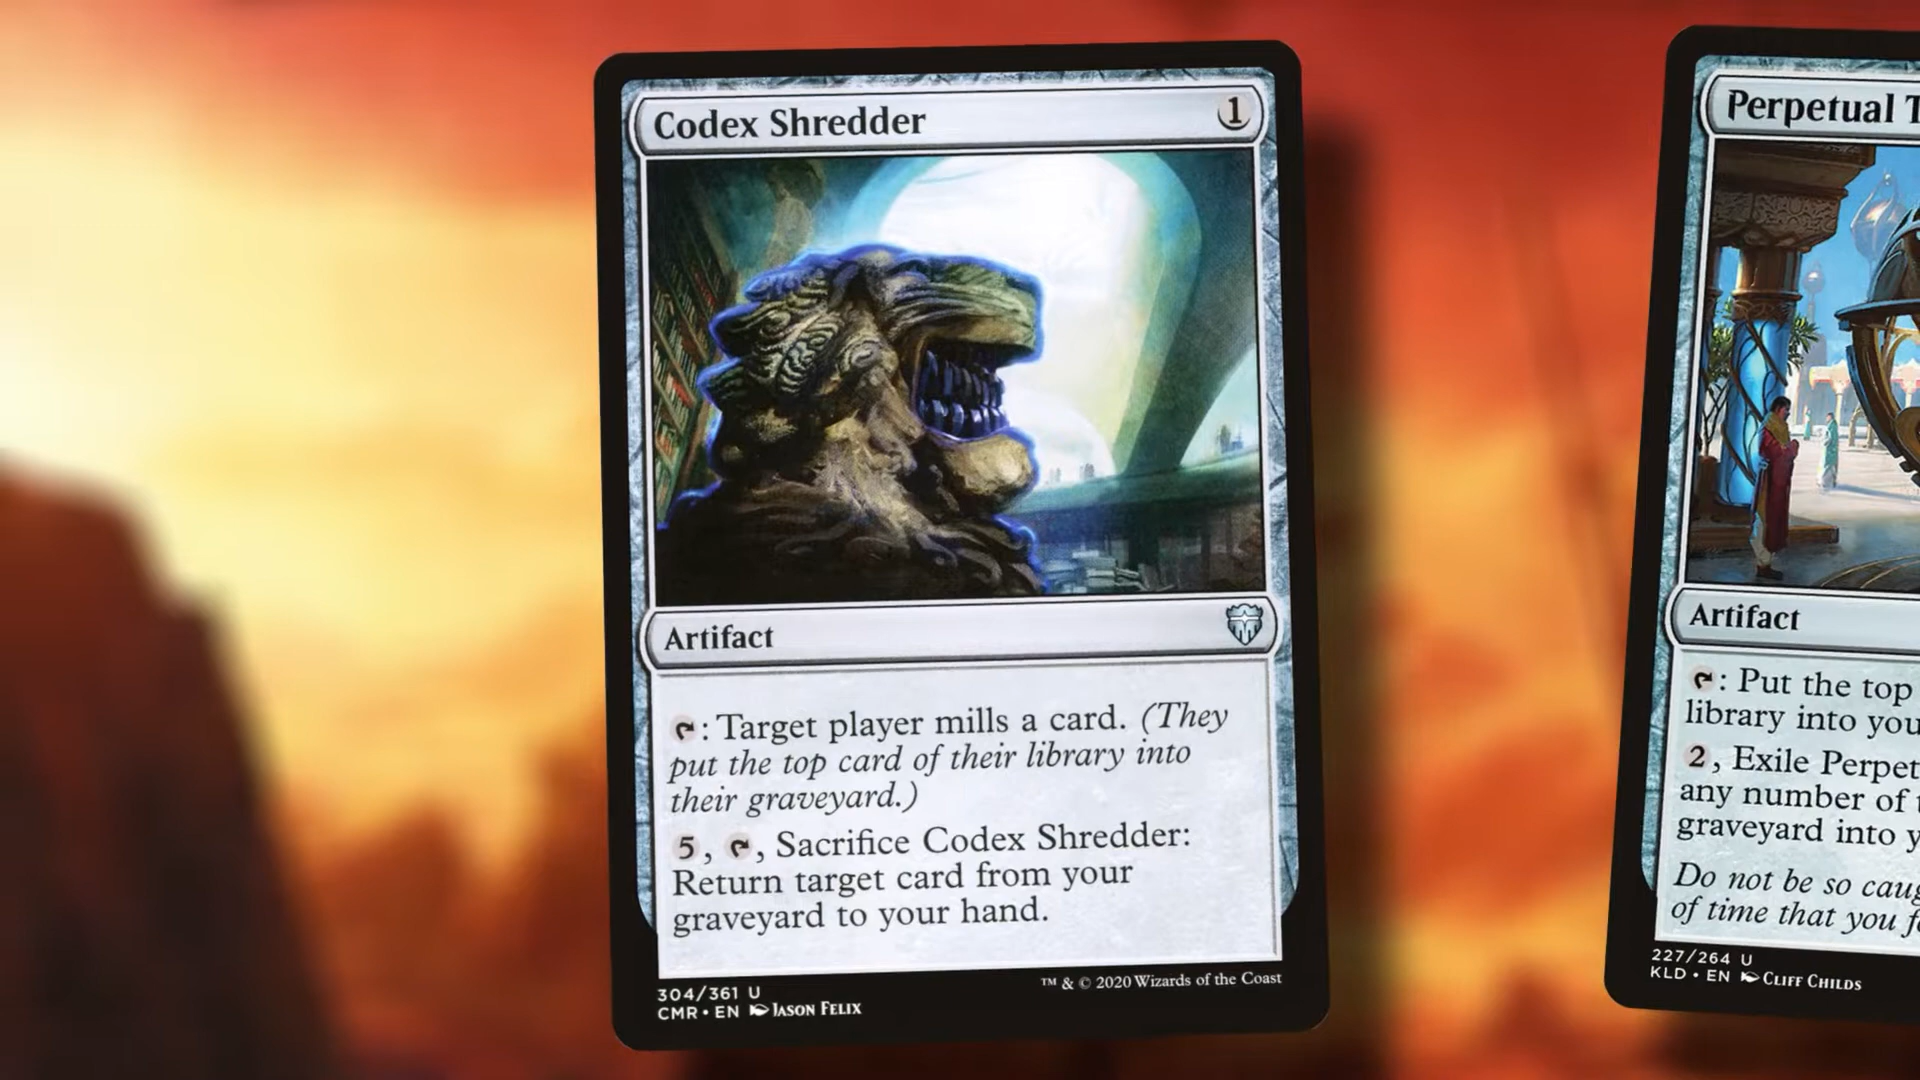 Codex Shredder
1
Artifact
: Target player mills a card. (They
put the top card of their library into
their graveyard.)
5, , Sacrifice Codex Shredder:
Return target card from your
graveyard to your hand.
304/361 U
CMR • EN Jason Felix
™ & © 2020 Wizards of the Coast
Perpetual T
Artifact
: Put the top
library into you
2, Exile Perpet
any number of
graveyard into y
Do not be so caug
of time that you
227/264 U
KLD • EN Cliff Childs